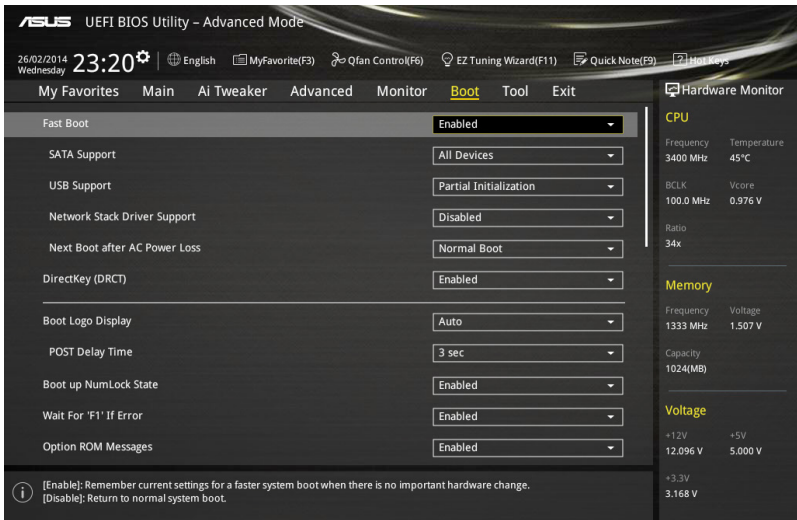 ASUS UEFI BIOS Utility – Advanced Mode
26/02/2014
Wednesday
23:20
English
MyFavorite(F3)
Qfan Control(F6)
EZ Tuning Wizard(F11)
Quick Note(F9)
? Hot Keys
My Favorites Main Ai Tweaker Advanced Monitor Boot Tool Exit
Fast Boot Enabled
SATA Support All Devices
USB Support Partial Initialization
Network Stack Driver Support Disabled
Next Boot after AC Power Loss Normal Boot
DirectKey (DRCT) Enabled
Boot Logo Display Auto
POST Delay Time 3 sec
Boot up NumLock State Enabled
Wait For 'F1' If Error Enabled
Option ROM Messages Enabled
[Enable]: Remember current settings for a faster system boot when there is no important hardware change.
[Disable]: Return to normal system boot.
Hardware Monitor
CPU
Frequency Temperature
3400 MHz 45°C
BCLK Vcore
100.0 MHz 0.976 V
Ratio
34x
Memory
Frequency Voltage
1333 MHz 1.507 V
Capacity
1024(MB)
Voltage
+12V +5V
12.096 V 5.000 V
+3.3V
3.168 V